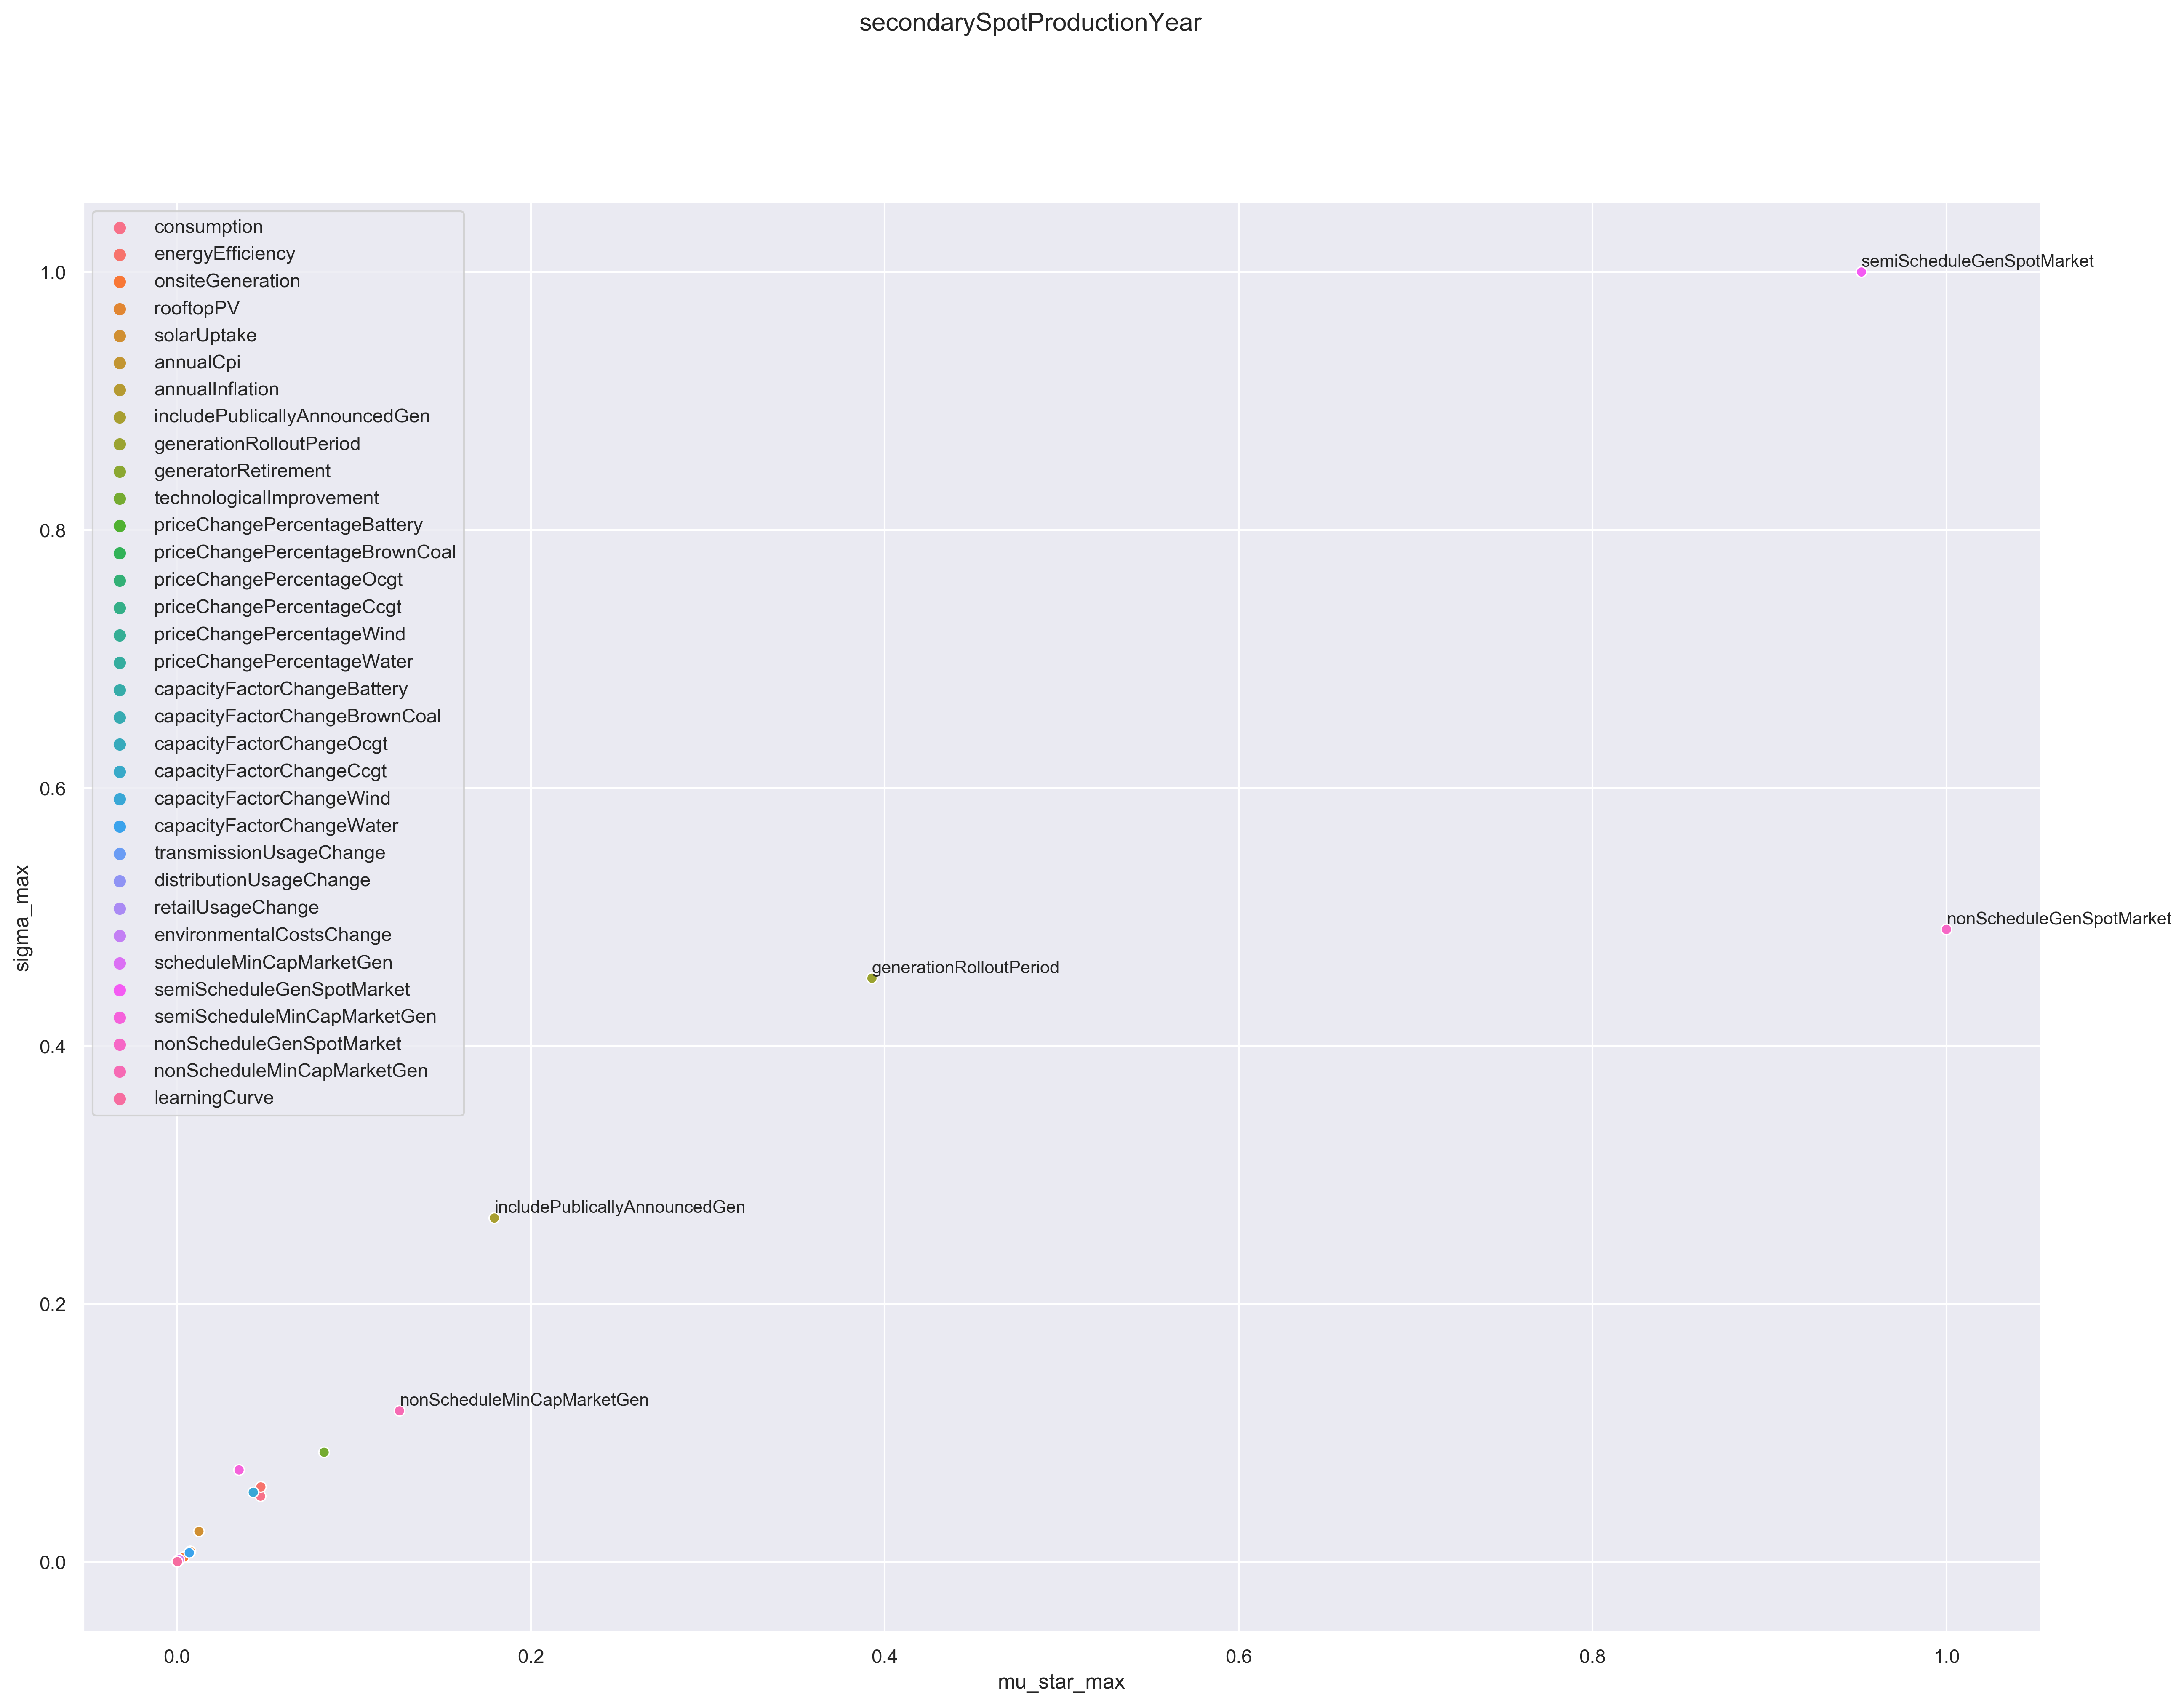 secondarySpotProductionYear
consumption
energyEfficiency
onsiteGeneration
rooftopPV
solarUptake
annualCpi
annualInflation
includePublicallyAnnouncedGen
generationRolloutPeriod
generatorRetirement
technologicalImprovement
priceChangePercentageBattery
priceChangePercentageBrownCoal
priceChangePercentageOcgt
priceChangePercentageCcgt
priceChangePercentageWind
priceChangePercentageWater
capacityFactorChangeBattery
capacityFactorChangeBrownCoal
capacityFactorChangeOcgt
capacityFactorChangeCcgt
capacityFactorChangeWind
capacityFactorChangeWater
transmissionUsageChange
distributionUsageChange
retailUsageChange
environmentalCostsChange
scheduleMinCapMarketGen
semiScheduleGenSpotMarket
semiScheduleMinCapMarketGen
nonScheduleGenSpotMarket
nonScheduleMinCapMarketGen
learningCurve
semiScheduleGenSpotMarket
nonScheduleGenSpotMarket
generationRolloutPeriod
includePublicallyAnnouncedGen
nonScheduleMinCapMarketGen
1.0
0.8
0.6
0.4
0.2
0.0
sigma_max
0.0 0.2 0.4 0.6 0.8 1.0
mu_star_max